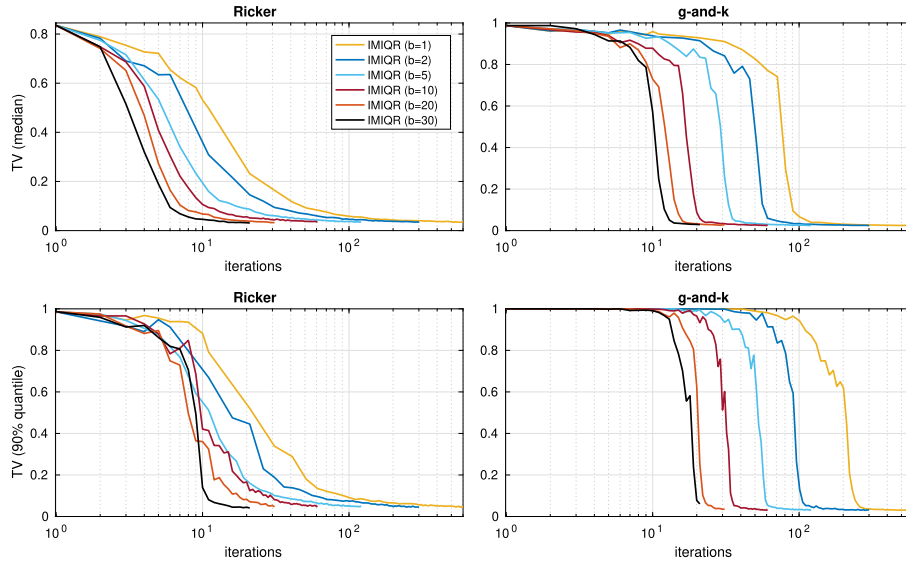 Ricker
TV (median)
0.8
0.6
0.4
0.2
0
10^0
10^1
10^2
iterations
IMIQR (b=1)
IMIQR (b=2)
IMIQR (b=5)
IMIQR (b=10)
IMIQR (b=20)
IMIQR (b=30)
g-and-k
1
0.8
0.6
0.4
0.2
0
10^0
10^1
10^2
iterations
Ricker
TV (90% quantile)
1
0.8
0.6
0.4
0.2
0
10^0
10^1
10^2
iterations
g-and-k
1
0.8
0.6
0.4
0.2
0
10^0
10^1
10^2
iterations